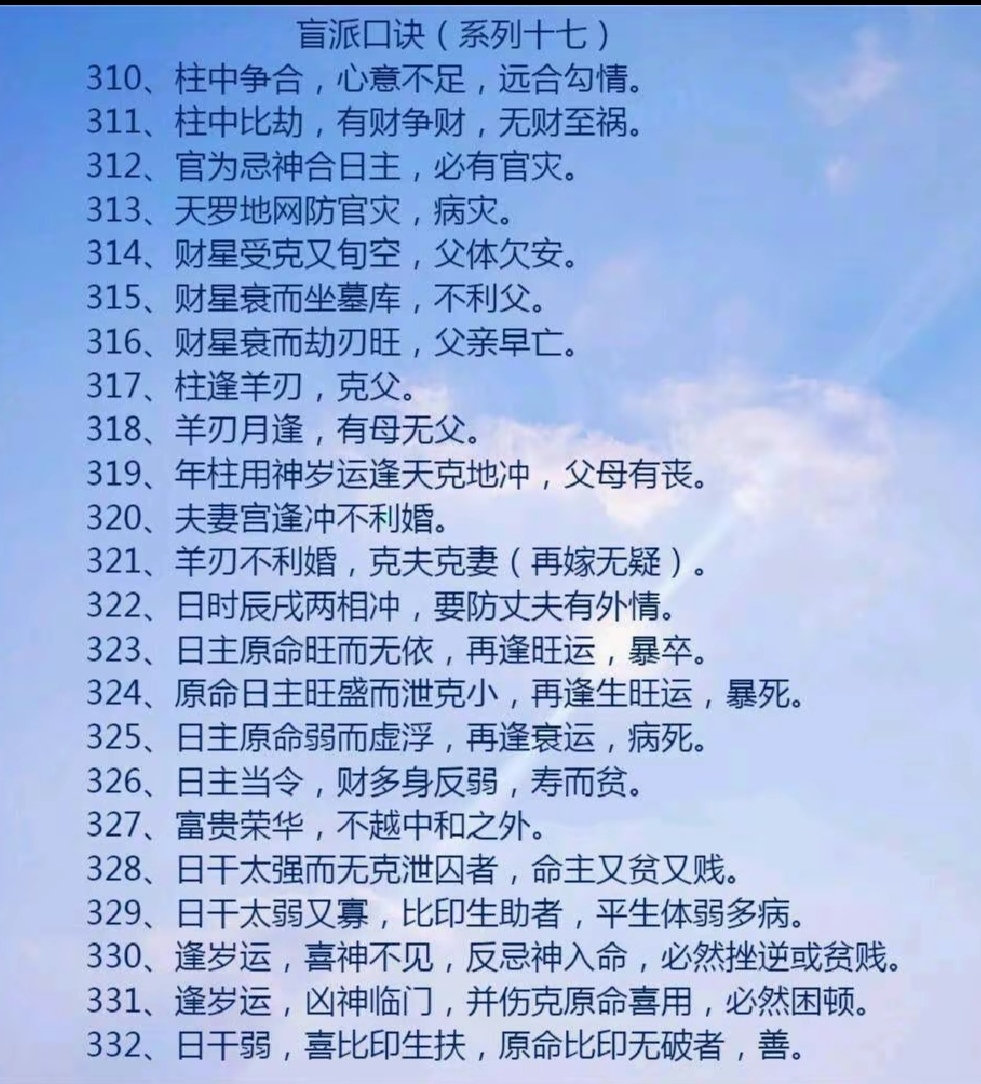 盲派口诀（系列十七）
310、柱中争合，心意不足，远合勾情。
311、柱中比劫，有财争财，无财至祸。
312、官为忌神合日主，必有官灾。
313、天罗地网防官灾，病灾。
314、财星受克又旬空，父体欠安。
315、财星衰而坐墓库，不利父。
316、财星衰而劫刃旺，父亲早亡。
317、柱逢羊刃，克父。
318、羊刃月逢，有母无父。
319、年柱用神岁运逢天克地冲，父母有丧。
320、夫妻宫逢冲不利婚。
321、羊刃不利婚，克夫克妻（再嫁无疑）。
322、日时辰戌两相冲，要防丈夫有外情。
323、日主原命旺而无依，再逢旺运，暴卒。
324、原命日主旺盛而泄克小，再逢生旺运，暴死。
325、日主原命弱而虚浮，再逢衰运，病死。
326、日主当令，财多身反弱，寿而贫。
327、富贵荣华，不越中和之外。
328、日干太强而无克泄囚者，命主又贫又贱。
329、日干太弱又寡，比印生助者，平生体弱多病。
330、逢岁运，喜神不见，反忌神入命，必然挫逆或贫贱。
331、逢岁运，凶神临门，并伤克原命喜用，必然困顿。
332、日干弱，喜比印生扶，原命比印无破者，善。